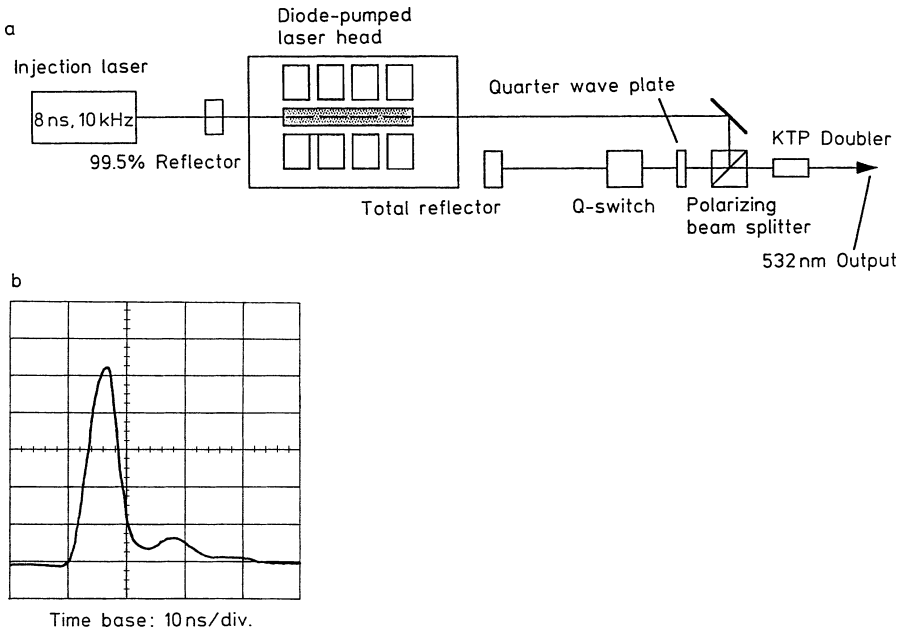 a
Diode-pumped
laser head
Injection laser
8 ns, 10 kHz
99.5% Reflector
Quarter wave plate
KTP Doubler
Total reflector
Q-switch
Polarizing
beam splitter
532 nm Output
b
Time base: 10 ns/div.